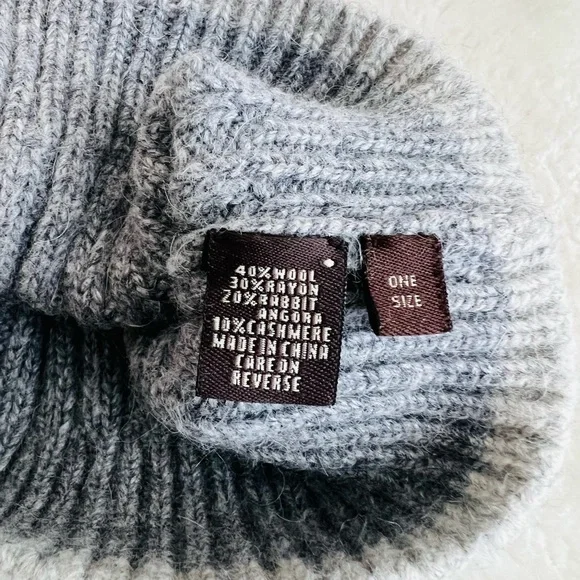 40% WOOL
30% RAYON
20% RABBIT
ANGORA
10% CASHMERE
MADE IN CHINA
CARE ON
REVERSE
ONE
SIZE